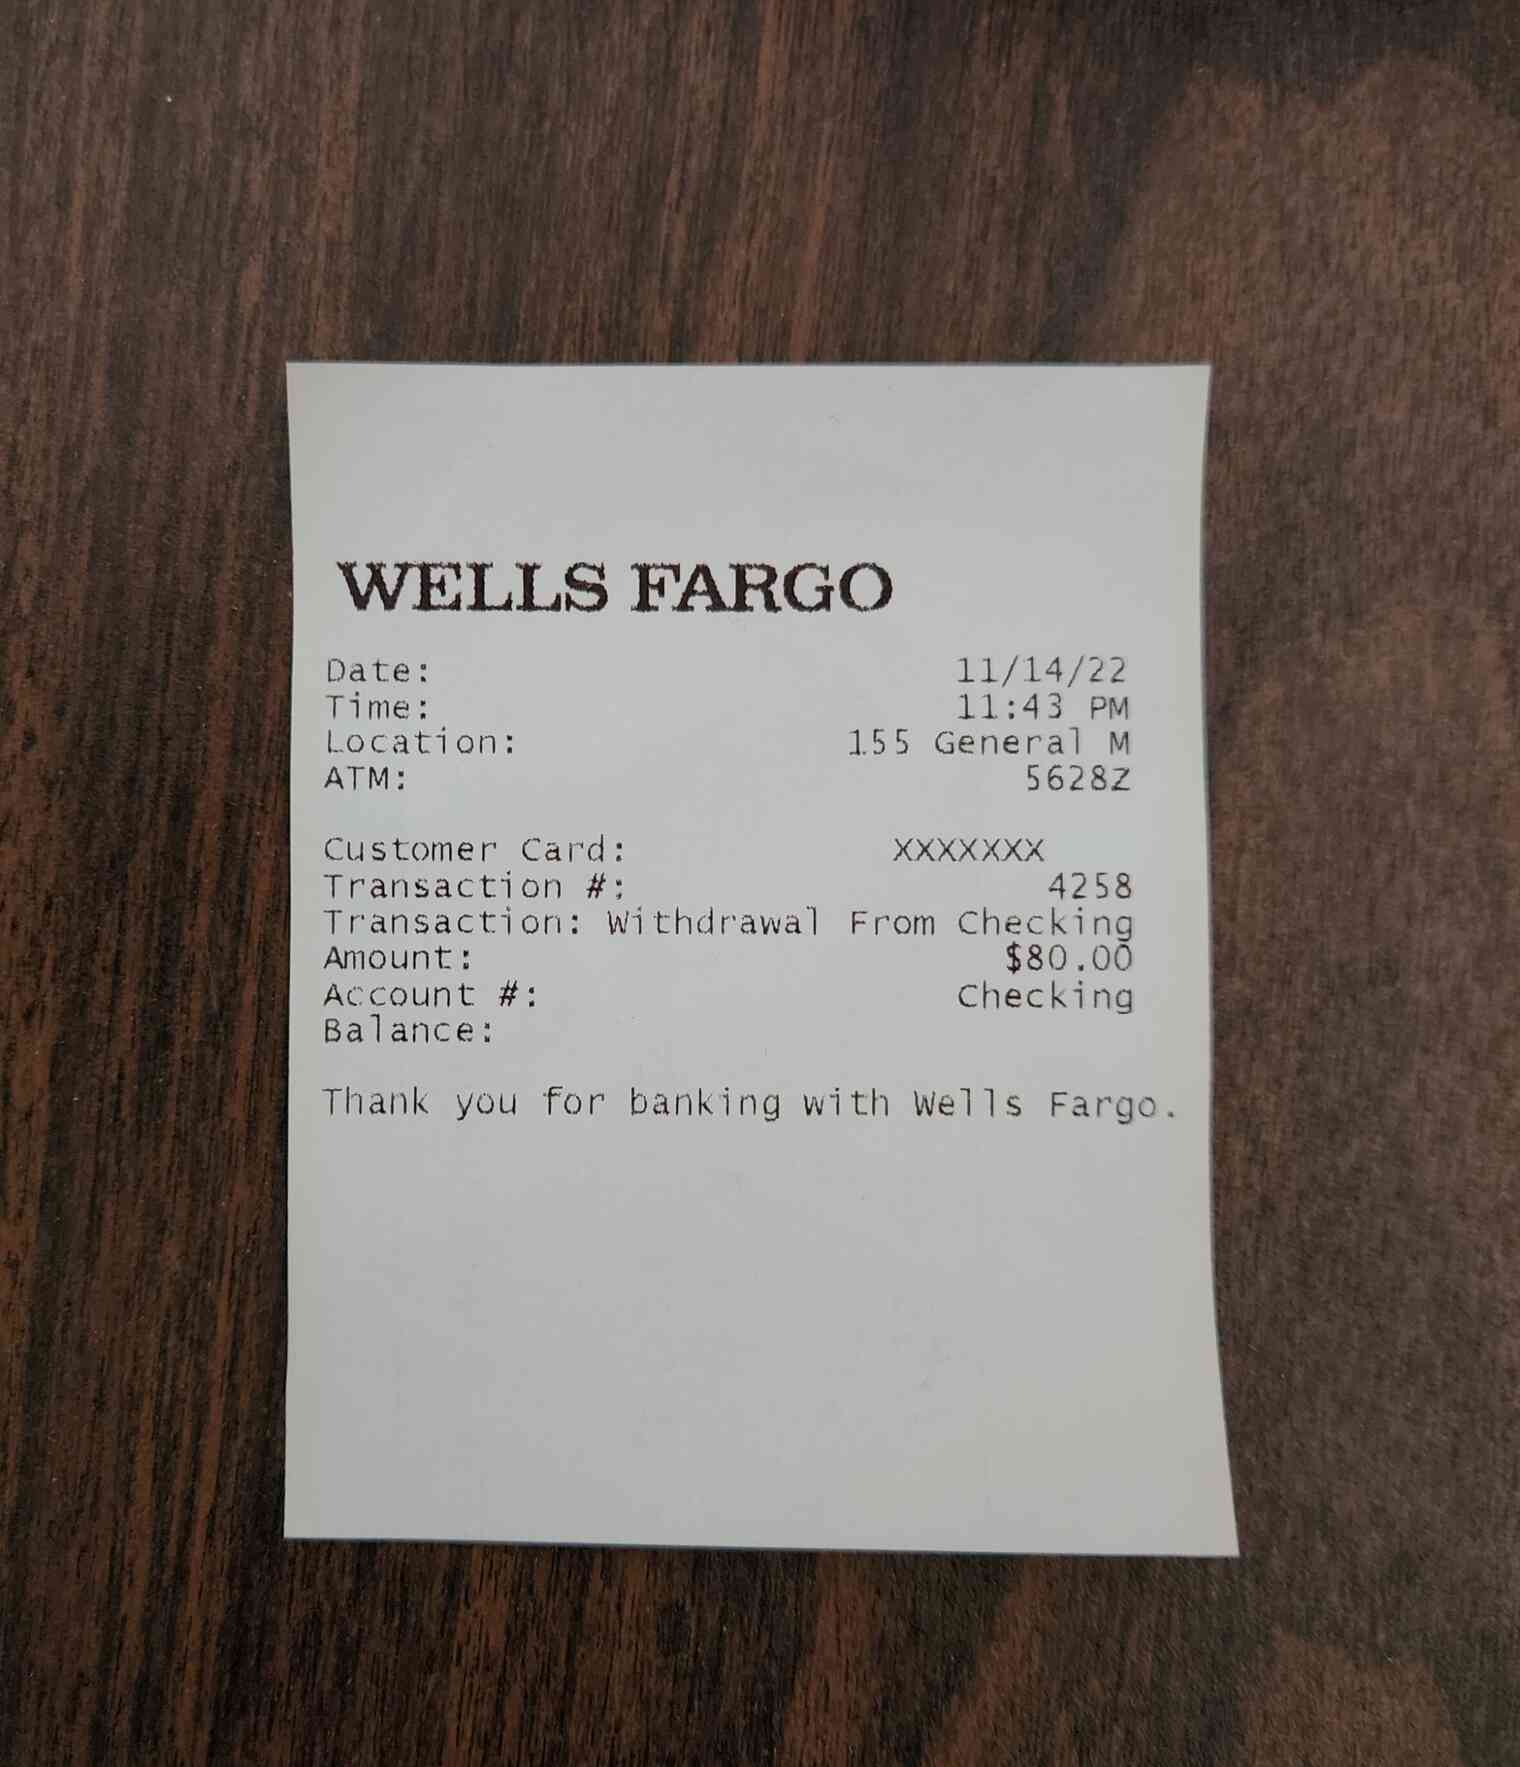 WELLS FARGO
Date: 11/14/22
Time: 11:43 PM
Location: 155 General M
ATM: 5628Z
Customer Card: XXXXXXX
Transaction #: 4258
Transaction: Withdrawal From Checking
Amount: $80.00
Account #: Checking
Balance:
Thank you for banking with Wells Fargo.